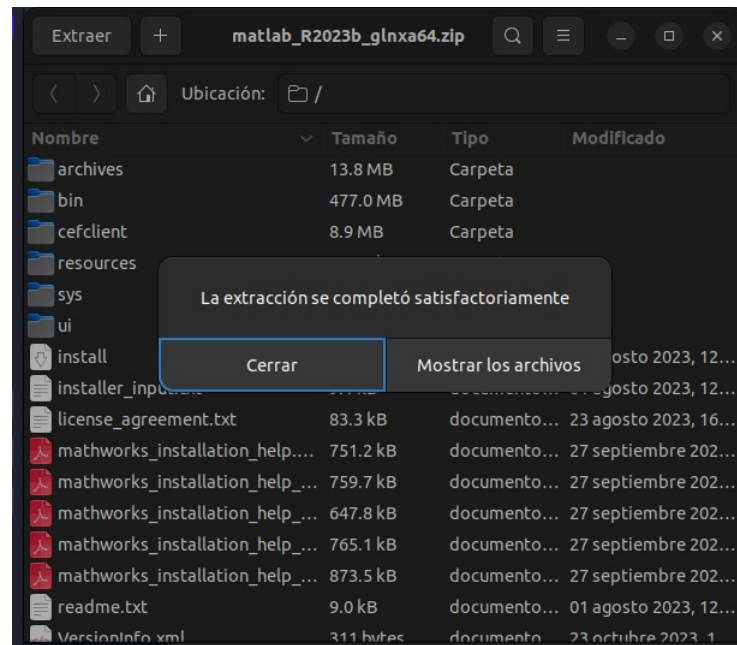 Extraer + matlab_R2023b_glnxa64.zip
Ubicación: /
Nombre Tamaño Tipo Modificado
archives 13.8 MB Carpeta
bin 477.0 MB Carpeta
cefclient 8.9 MB Carpeta
resources
sys
ui
La extracción se completó satisfactoriamente
Cerrar Mostrar los archivos
install osto 2023, 12...
installer_inpu
license_agreement.txt 83.3 kB documento... 23 agosto 2023, 16...
mathworks_installation_help.... 751.2 kB documento... 27 septiembre 202...
mathworks_installation_help_... 759.7 kB documento... 27 septiembre 202...
mathworks_installation_help_... 647.8 kB documento... 27 septiembre 202...
mathworks_installation_help_... 765.1 kB documento... 27 septiembre 202...
mathworks_installation_help_... 873.5 kB documento... 27 septiembre 202...
readme.txt 9.0 kB documento... 01 agosto 2023, 12...
VersionInfo.xml 311 bytes documento 23 octubre 2023, 1